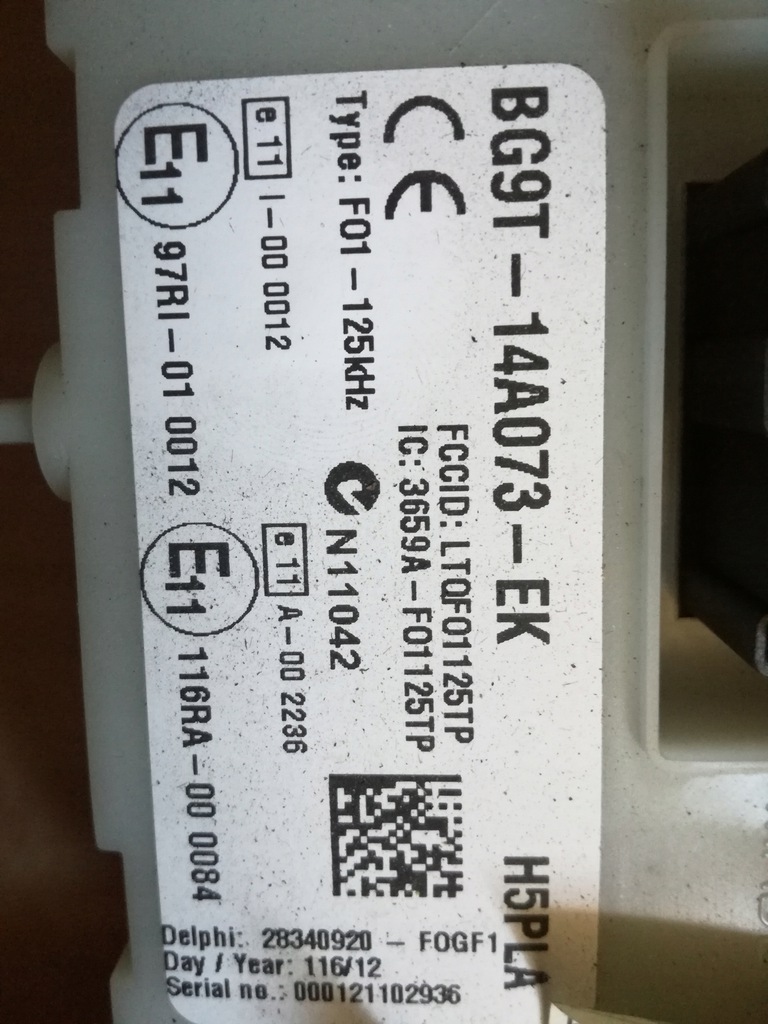 BG9T-14A073-EK H5PLA
CE
FCCID: LTQF01125TP
IC: 3659A-F01125TP
Type: F01-125kHz N11042
e 11 I-00 0012
e 11 A-00 2236
E11 97RI-01 0012
E11 116RA-00 0084
Delphi: 28340920 - FOGF1
Day / Year: 116/12
Serial no.: 000121102936